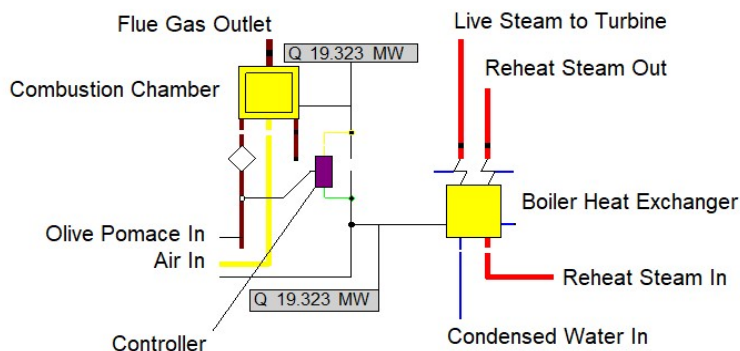 Flue Gas Outlet
Live Steam to Turbine
Q 19.323 MW
Reheat Steam Out
Combustion Chamber
Boiler Heat Exchanger
Olive Pomace In
Air In
Reheat Steam In
Q 19.323 MW
Controller
Condensed Water In